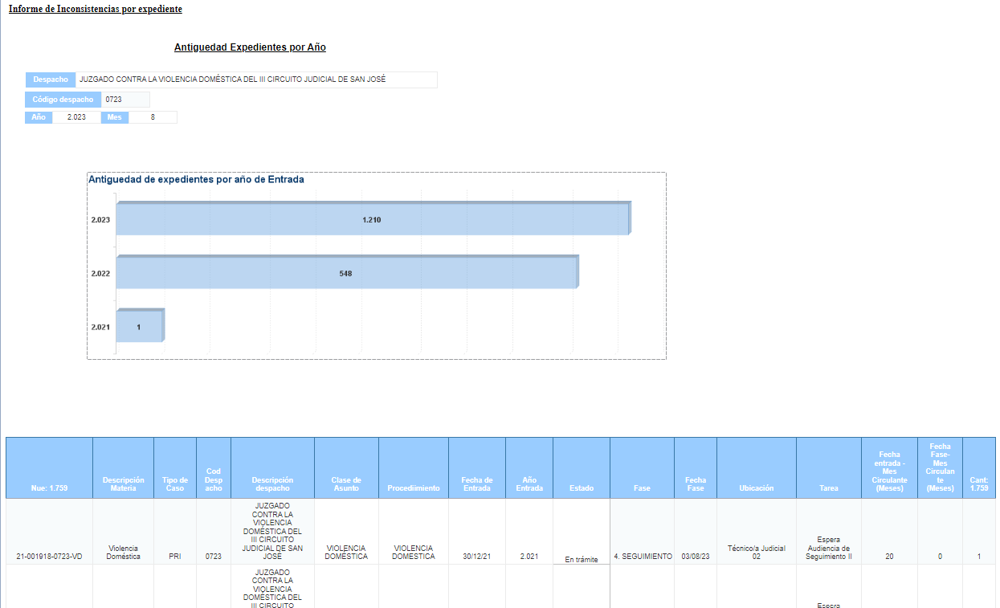 Informe de Inconsistencias por expediente
Antiguedad Expedientes por Año
Despacho JUZGADO CONTRA LA VIOLENCIA DOMÉSTICA DEL III CIRCUITO JUDICIAL DE SAN JOSÉ
Código despacho 0723
Año 2.023 Mes 8
Antiguedad de expedientes por año de Entrada
2.023 1.210
2.022 548
2.021 1
Nue: 1.759
Descripción
Materia
Tipo de
Caso
Cod
Desp
acho
Descripción
despacho
Clase de
Asunto
Procediimiento
Fecha de
Entrada
Año
Entrada
Estado
Fase
Fecha
Fase
Ubicación
Tarea
Fecha
entrada -
Mes
Circulante
(Meses)
Fecha
Fase-
Mes
Circulan
te
(Meses)
Cant:
1.759
21-001918-0723-VD
Violencia
Doméstica
PRI
0723
JUZGADO
CONTRA LA
VIOLENCIA
DOMÉSTICA DEL
III CIRCUITO
JUDICIAL DE SAN
JOSÉ
VIOLENCIA
DOMÉSTICA
VIOLENCIA
DOMESTICA
30/12/21
2.021
En trámite
4. SEGUIMIENTO
03/08/23
Técnico/a Judicial
02
Espera
Audiencia de
Seguimiento II
20
0
1
JUZGADO
CONTRA LA
VIOLENCIA
DOMÉSTICA DEL
III CIRCUITO
Espera